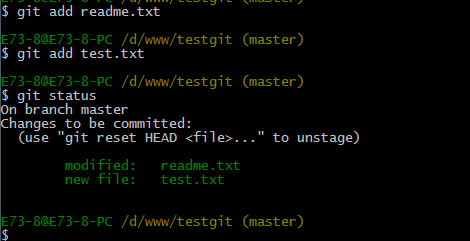 $ git add readme.txt
E73-8@E73-8-PC /d/www/testgit (master)
$ git add test.txt
E73-8@E73-8-PC /d/www/testgit (master)
$ git status
On branch master
Changes to be committed:
  (use "git reset HEAD <file>..." to unstage)
        modified:   readme.txt
        new file:   test.txt
E73-8@E73-8-PC /d/www/testgit (master)
$